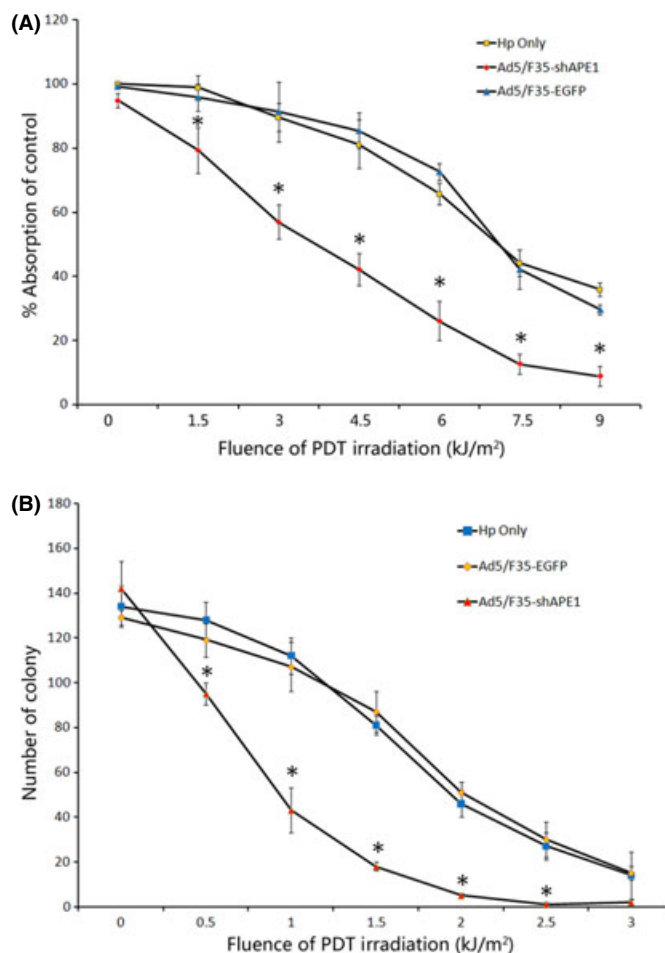 (A)
120
100
80
60
40
20
0
% Absorption of control
Hp Only
Ad5/F35-shAPE1
Ad5/F35-EGFP
*
*
*
*
*
*
0 1.5 3 4.5 6 7.5 9
Fluence of PDT irradiation (kJ/m²)
(B)
180
160
140
120
100
80
60
40
20
0
Number of colony
Hp Only
Ad5/F35-EGFP
Ad5/F35-shAPE1
*
*
*
*
*
0 0.5 1 1.5 2 2.5 3
Fluence of PDT irradiation (kJ/m²)